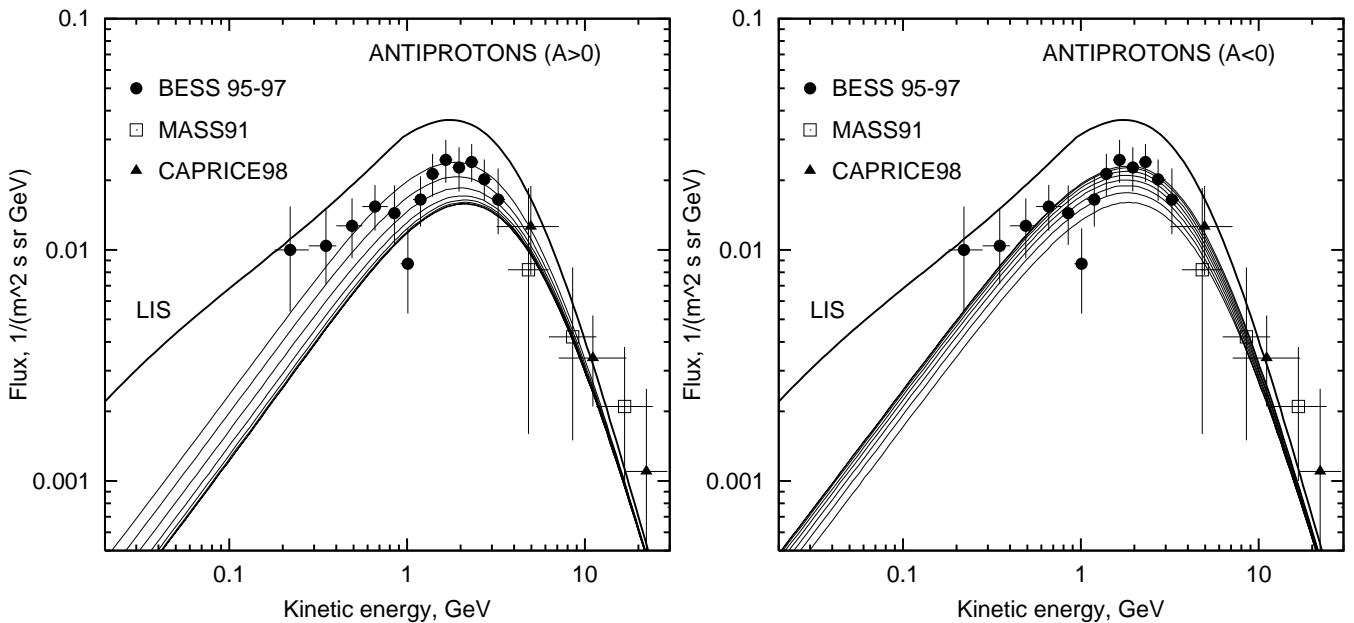 ANTIPROTONS (A>0)
BESS 95-97
MASS91
CAPRICE98
LIS
Flux, 1/(m^2 s sr GeV)
0.1
0.01
0.001
0.1
1
10
Kinetic energy, GeV
ANTIPROTONS (A<0)
BESS 95-97
MASS91
CAPRICE98
LIS
Flux, 1/(m^2 s sr GeV)
0.1
0.01
0.001
0.1
1
10
Kinetic energy, GeV